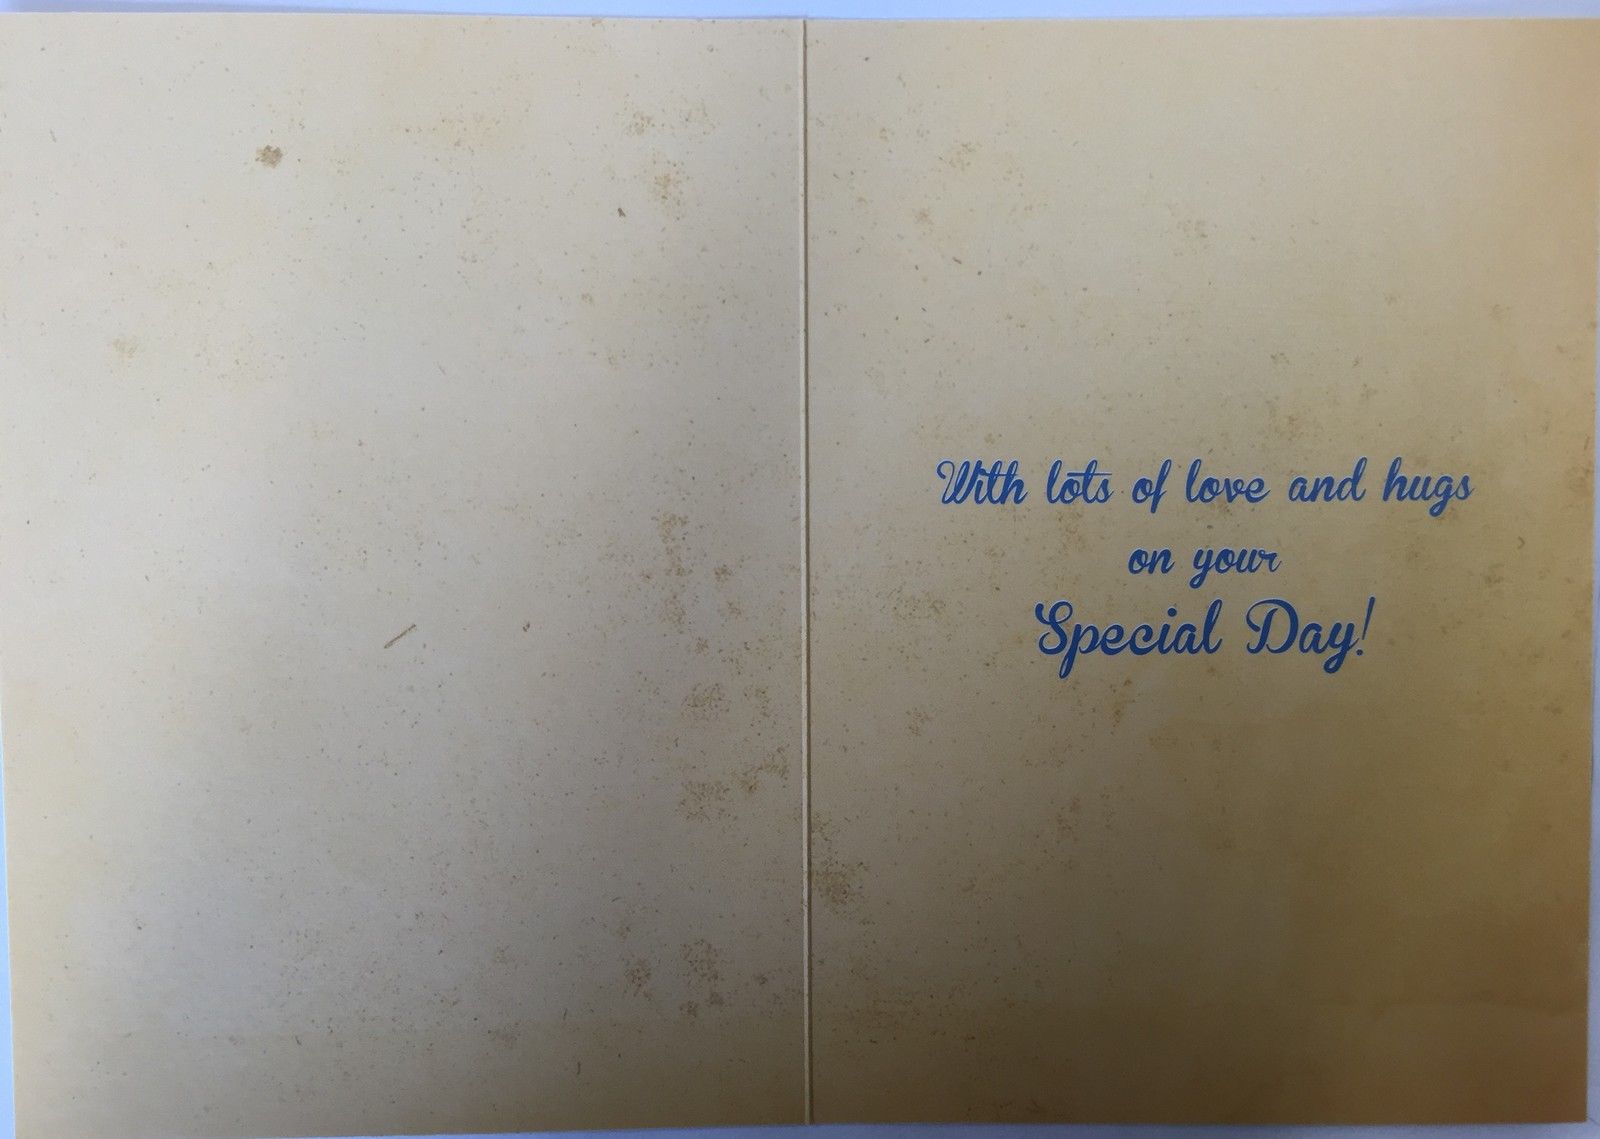 With lots of love and hugs
on your
Special Day!